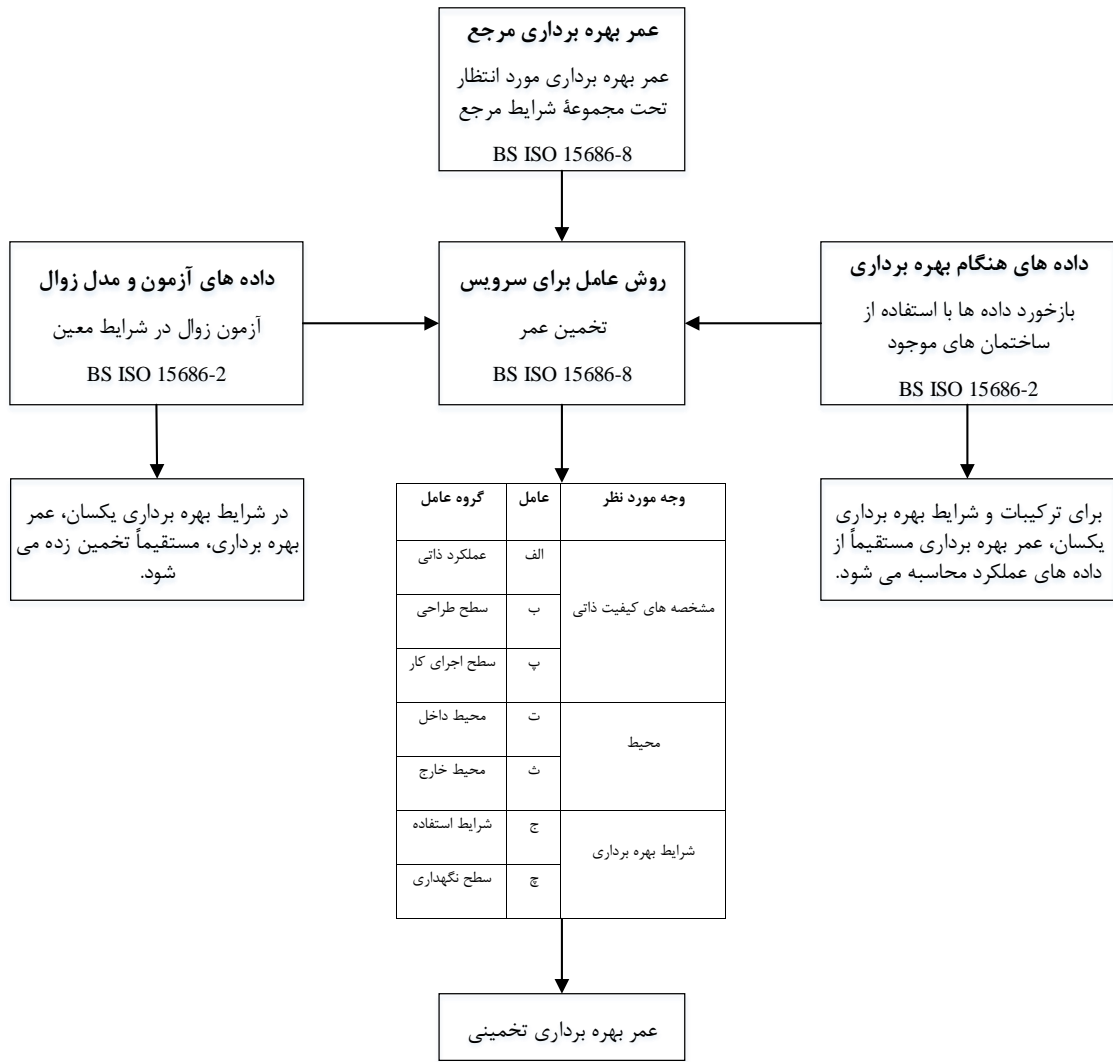 عمر بهره برداری مرجع
عمر بهره برداری مورد انتظار
تحت مجموعهٔ شرایط مرجع
BS ISO 15686-8
داده های هنگام بهره برداری
بازخورد داده ها با استفاده از
ساختمان های موجود
BS ISO 15686-2
روش عامل برای سرویس
تخمین عمر
BS ISO 15686-8
داده های آزمون و مدل زوال
آزمون زوال در شرایط معین
BS ISO 15686-2
برای ترکیبات و شرایط بهره برداری
یکسان، عمر بهره برداری مستقیماً از
داده های عملکرد محاسبه می شود.
وجه مورد نظر عامل گروه عامل
مشخصه های کیفیت ذاتی
الف عملکرد ذاتی
ب سطح طراحی
پ سطح اجرای کار
محیط
ت محیط داخل
ث محیط خارج
شرایط بهره برداری
ج شرایط استفاده
چ سطح نگهداری
در شرایط بهره برداری یکسان، عمر
بهره برداری، مستقیماً تخمین زده می
شود.
عمر بهره برداری تخمینی